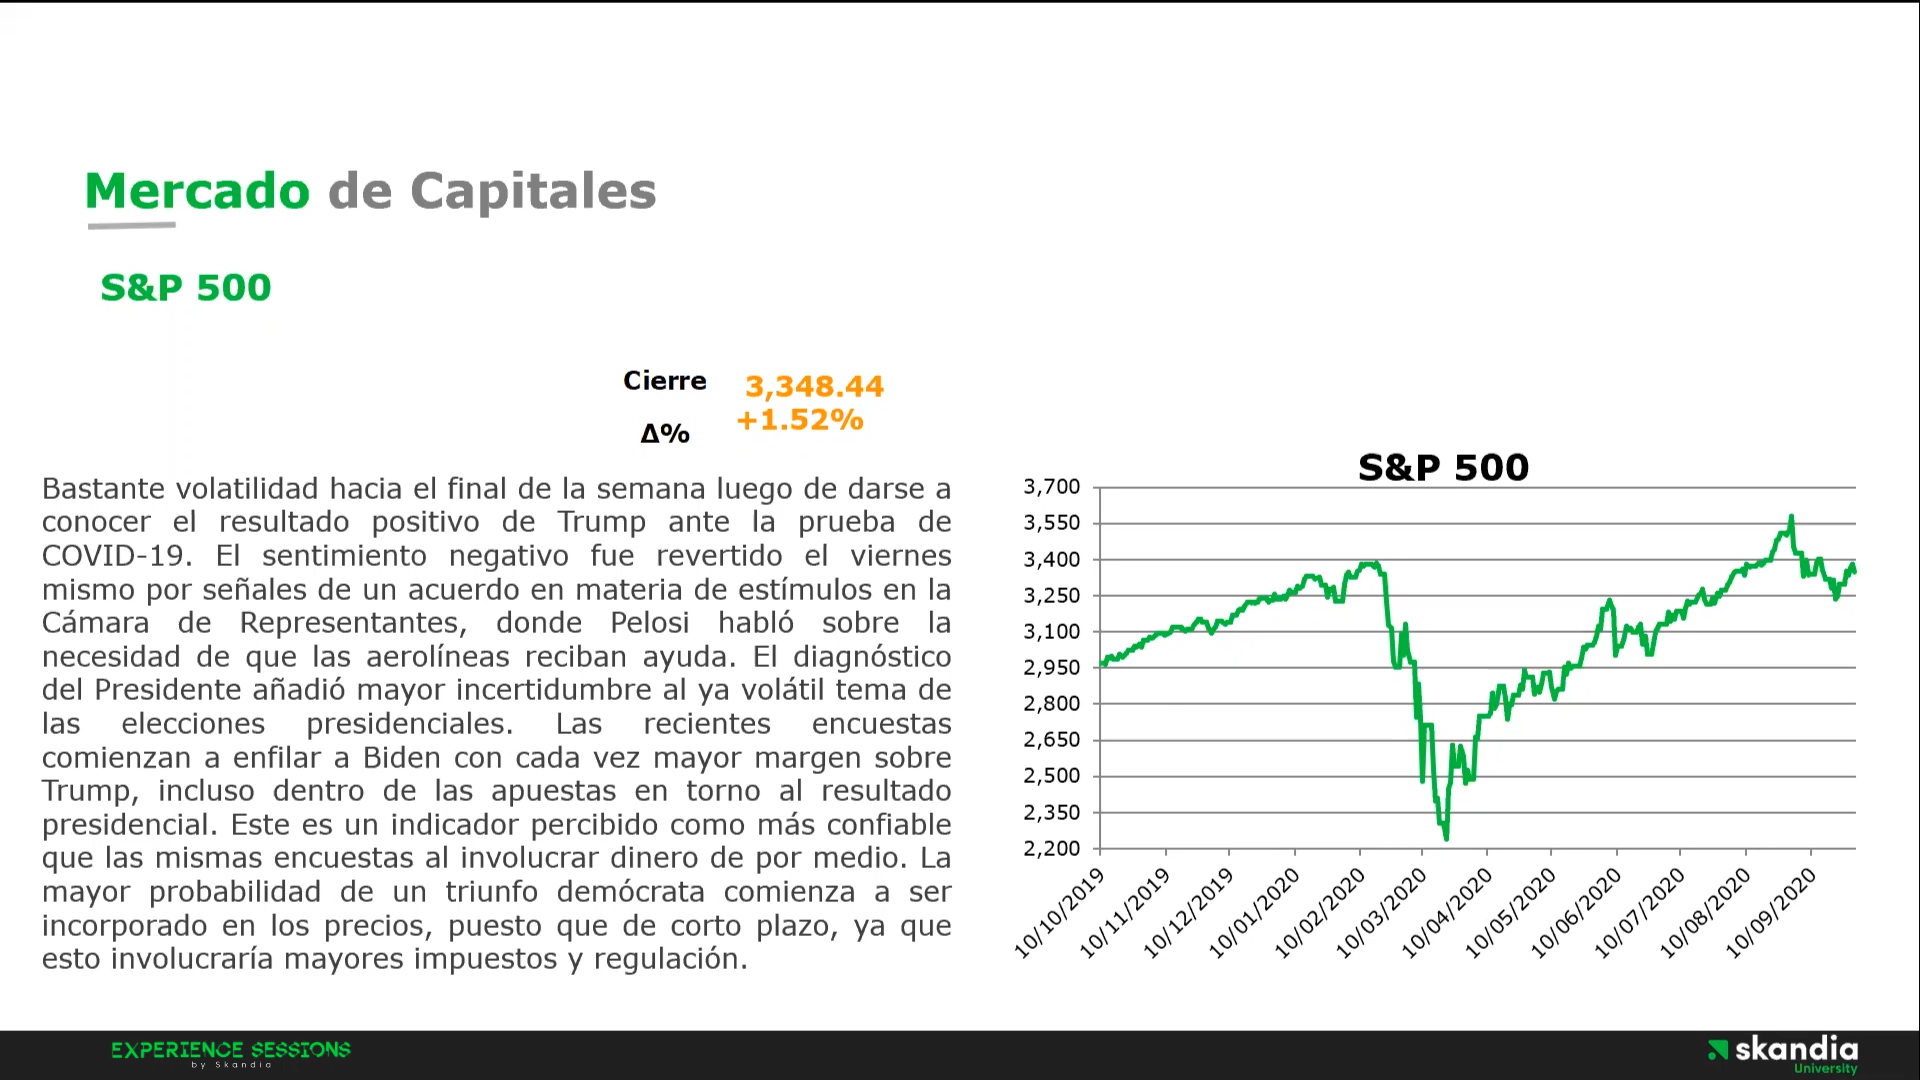 Mercado de Capitales
S&P 500
Cierre 3,348.44
Δ% +1.52%
Bastante volatilidad hacia el final de la semana luego de darse a
conocer el resultado positivo de Trump ante la prueba de
COVID-19. El sentimiento negativo fue revertido el viernes
mismo por señales de un acuerdo en materia de estímulos en la
Cámara de Representantes, donde Pelosi habló sobre la
necesidad de que las aerolíneas reciban ayuda. El diagnóstico
del Presidente añadió mayor incertidumbre al ya volátil tema de
las elecciones presidenciales. Las recientes encuestas
comienzan a enfilar a Biden con cada vez mayor margen sobre
Trump, incluso dentro de las apuestas en torno al resultado
presidencial. Este es un indicador percibido como más confiable
que las mismas encuestas al involucrar dinero de por medio. La
mayor probabilidad de un triunfo demócrata comienza a ser
incorporado en los precios, puesto que de corto plazo, ya que
esto involucraría mayores impuestos y regulación.
S&P 500
3,700
3,550
3,400
3,250
3,100
2,950
2,800
2,650
2,500
2,350
2,200
10/10/2019
10/11/2019
10/12/2019
10/01/2020
10/02/2020
10/03/2020
10/04/2020
10/05/2020
10/06/2020
10/07/2020
10/08/2020
10/09/2020
EXPERIENCE SESSIONS
by Skandia
skandia
University